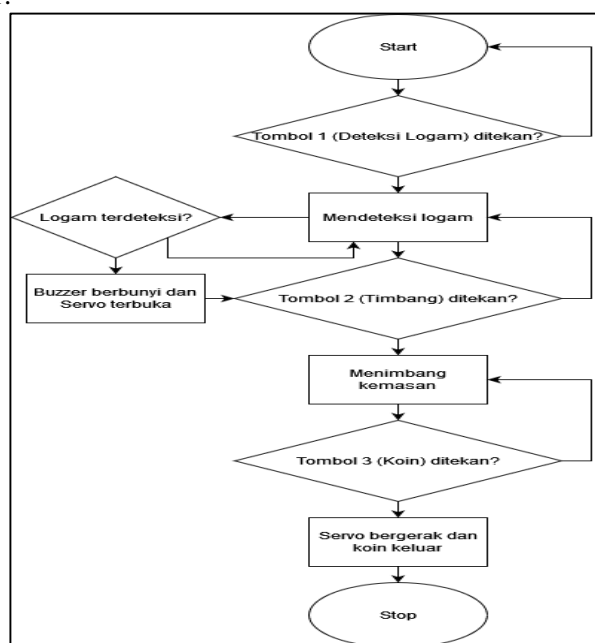 Start
Tombol 1 (Deteksi Logam) ditekan?
Logam terdeteksi?
Mendeteksi logam
Buzzer berbunyi dan
Servo terbuka
Tombol 2 (Timbang) ditekan?
Menimbang
kemasan
Tombol 3 (Koin) ditekan?
Servo bergerak dan
koin keluar
Stop